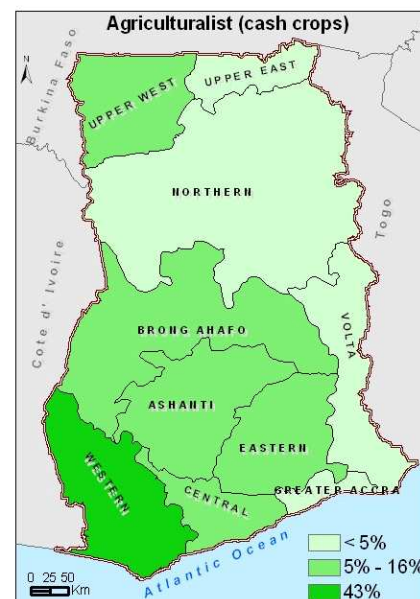 Agriculturalist (cash crops)
N
Burkina Faso
UPPER WEST
UPPER EAST
NORTHERN
Togo
Cote d' Ivoire
BRONG AHAFO
VOLTA
ASHANTI
EASTERN
WESTERN
CENTRAL
GREATER ACCRA
Atlantic Ocean
< 5%
5% - 16%
43%
0 25 50
Km